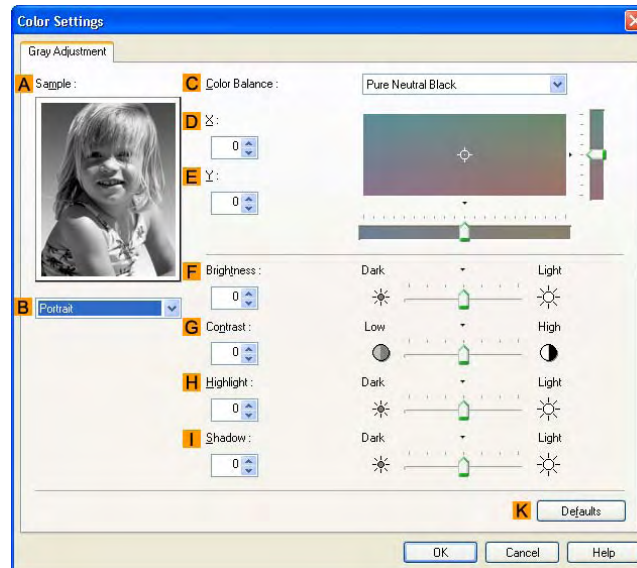 Color Settings
Gray Adjustment
A Sample :
C Color Balance :
Pure Neutral Black
D X :
0
E Y :
0
B Portrait
F Brightness :
Dark
Light
0
G Contrast :
Low
High
0
H Highlight :
Dark
Light
0
I Shadow :
Dark
Light
0
K Defaults
OK
Cancel
Help